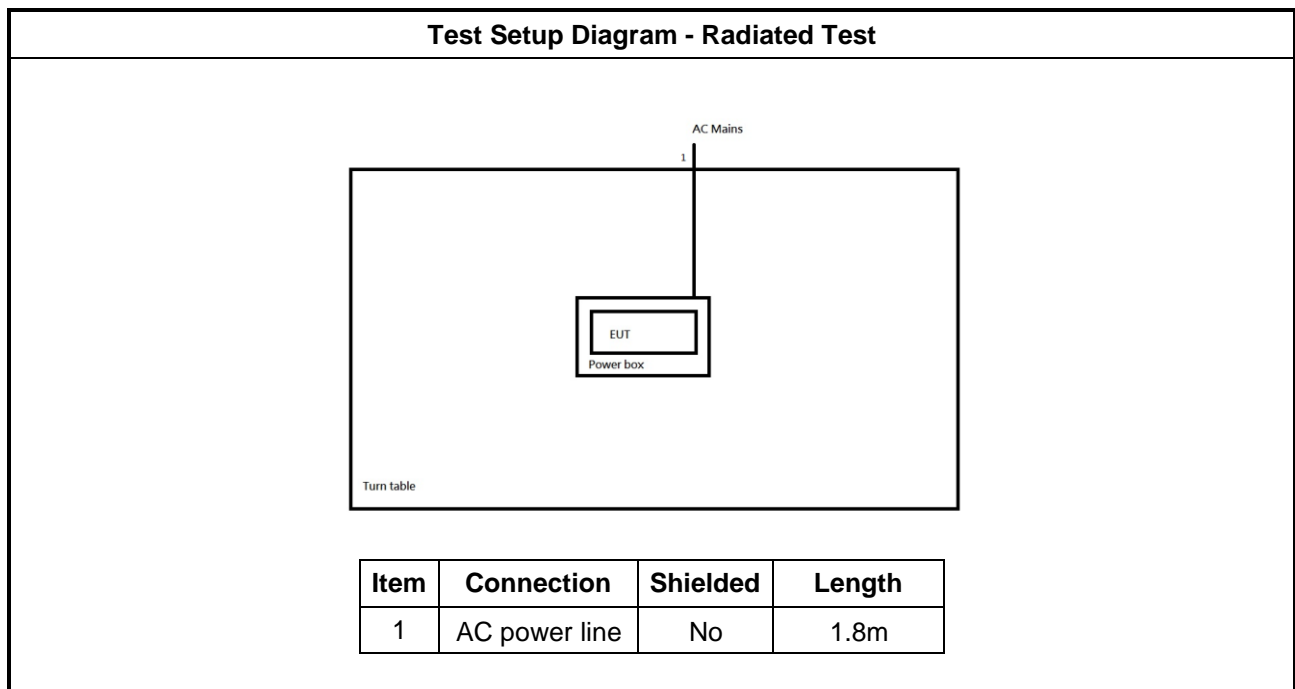 Test Setup Diagram - Radiated Test
AC Mains
1
EUT
Power box
Turn table
Item Connection Shielded Length
1 AC power line No 1.8m